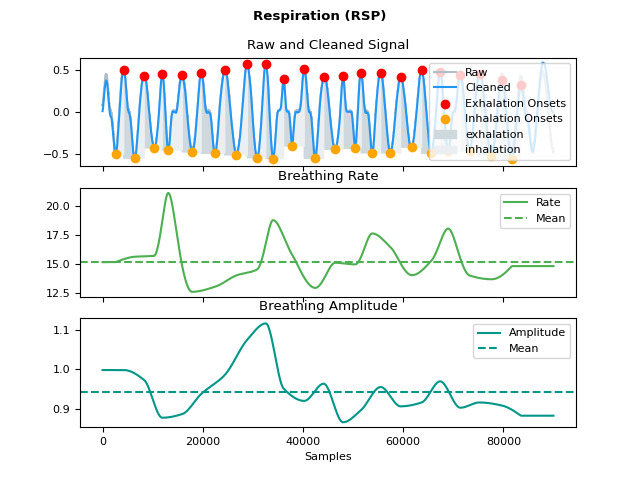 Respiration (RSP)
Raw and Cleaned Signal
0.5
0.0
−0.5
Raw
Cleaned
Exhalation Onsets
Inhalation Onsets
exhalation
inhalation
Breathing Rate
20.0
17.5
15.0
12.5
Rate
Mean
Breathing Amplitude
1.1
1.0
0.9
Amplitude
Mean
0
20000
40000
60000
80000
Samples